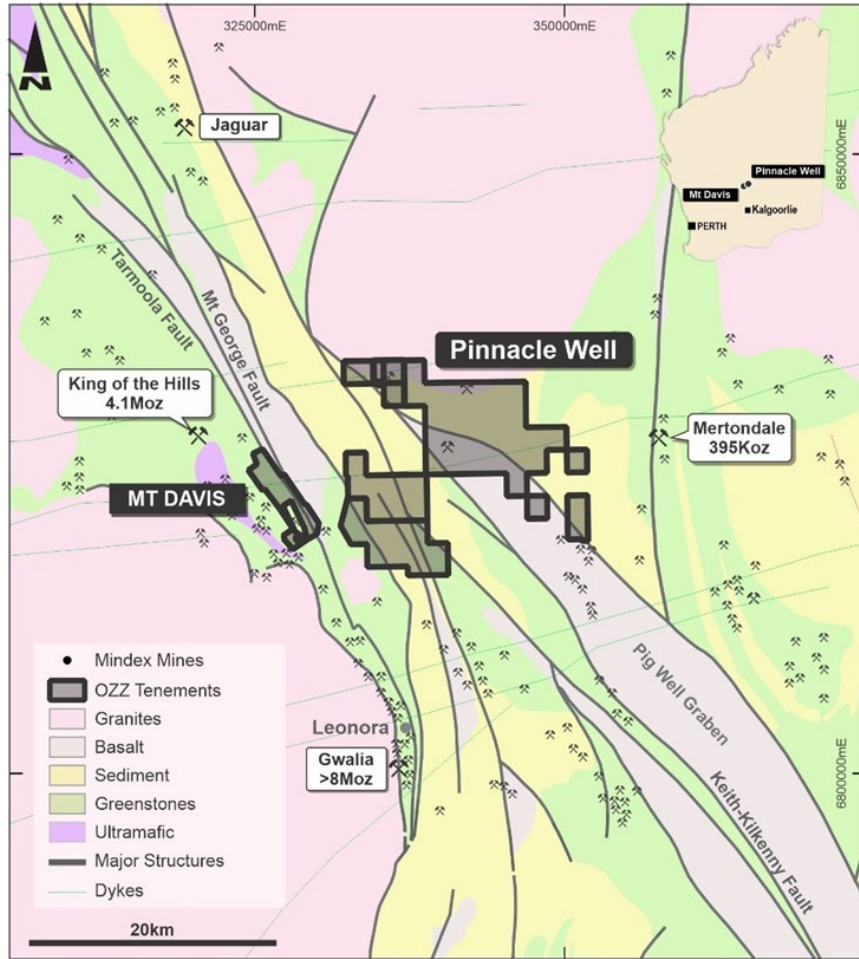 325000mE
350000mE
N
Jaguar
6850000mE
Pinnacle Well
Mt Davis
Kalgoorlie
PERTH
Tarmoola Fault
Mt George Fault
Pinnacle Well
King of the Hills
4.1Moz
Mertondale
395Koz
MT DAVIS
Pig Well Graben
Keith-Kilkenny Fault
Leonora
Gwalia
>8Moz
6800000mE
Mindex Mines
OZZ Tenements
Granites
Basalt
Sediment
Greenstones
Ultramafic
Major Structures
Dykes
20km